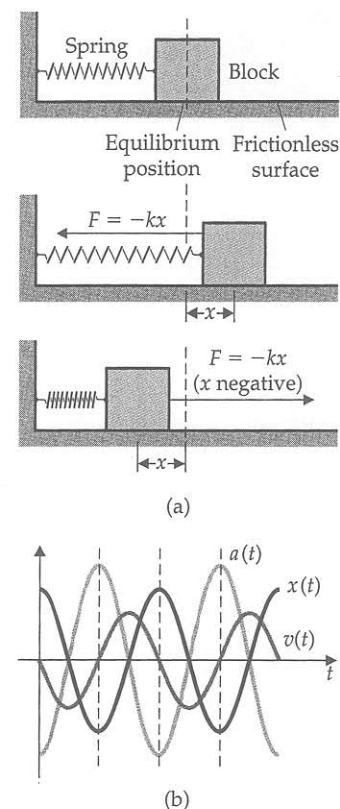 Spring
Block
Equilibrium Frictionless
position surface
F = −kx
x
F = −kx
(x negative)
x
(a)
a(t)
x(t)
v(t)
t
(b)